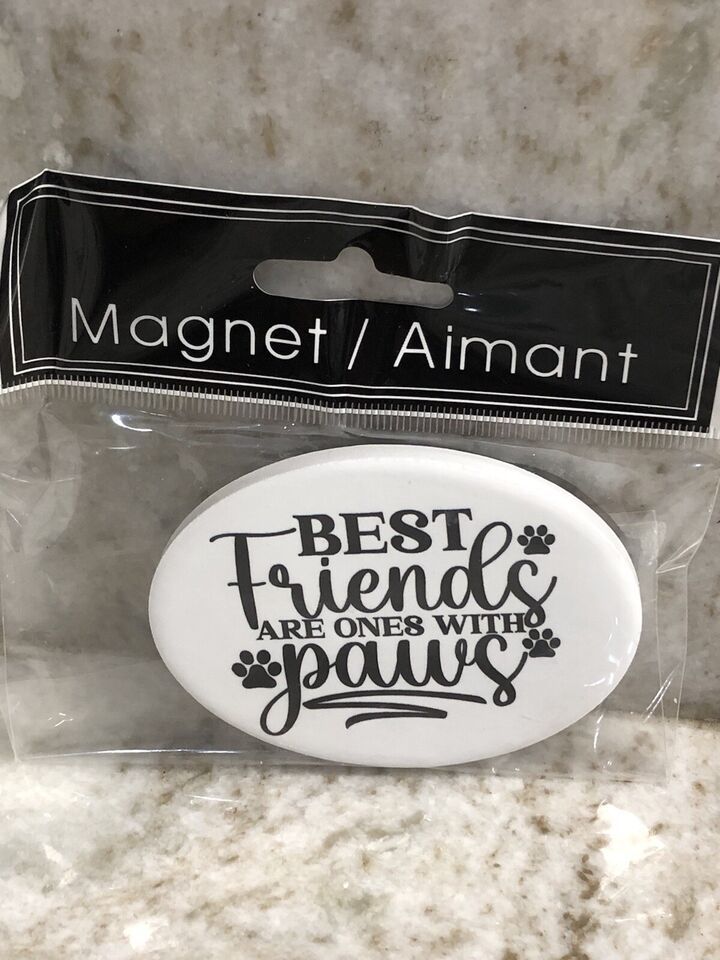 Magnet / Aimant
BEST
Friends
ARE ONES WITH
paws